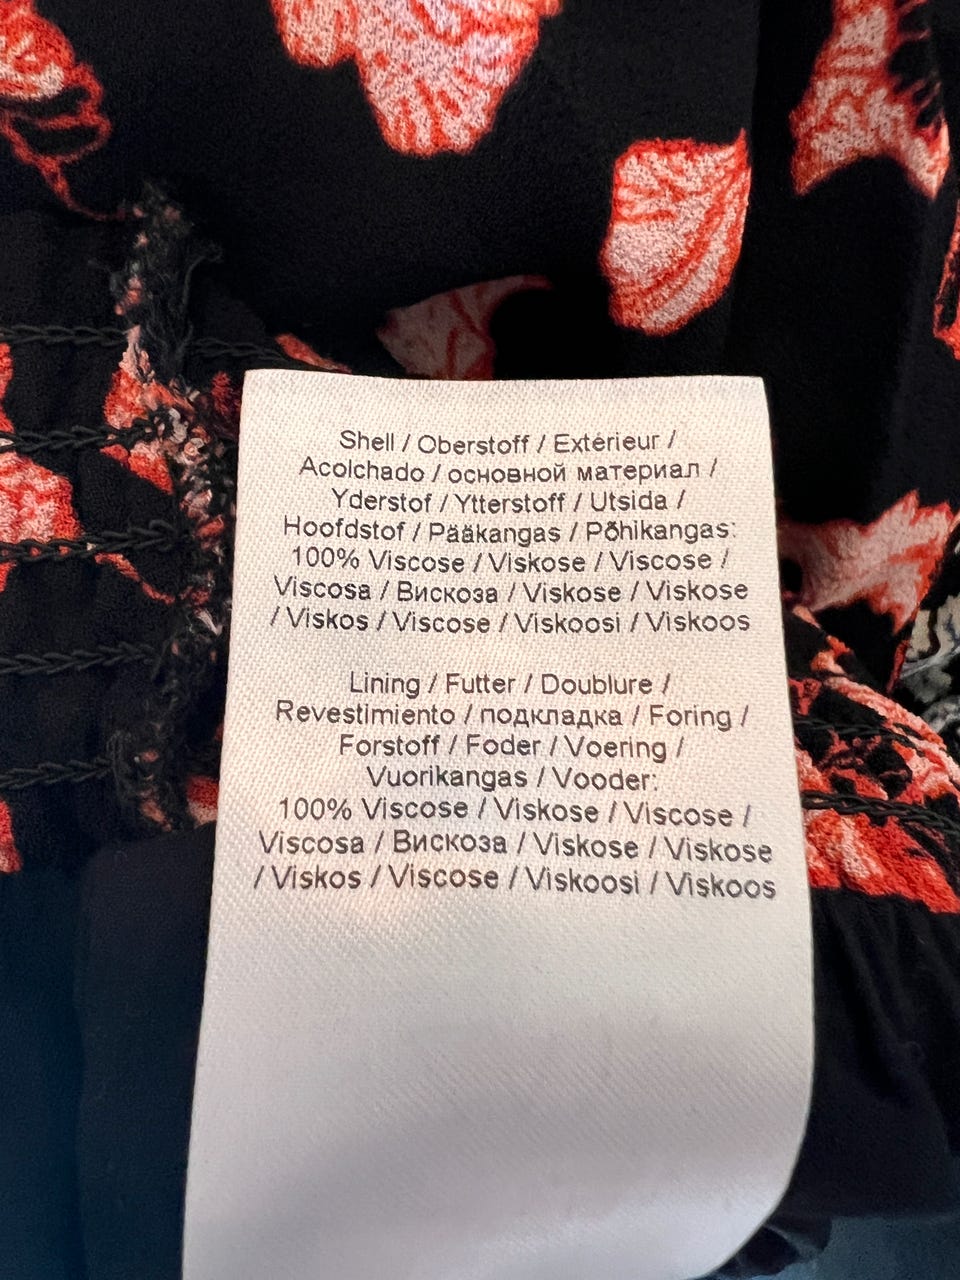 Shell / Oberstoff / Extérieur /
Acolchado / основной материал /
Yderstof / Ytterstoff / Utsida /
Hoofdstof / Pääkangas / Põhikangas:
100% Viscose / Viskose / Viscose /
Viscosa / Вискоза / Viskose / Viskose
/ Viskos / Viscose / Viskoosi / Viskoos
Lining / Futter / Doublure /
Revestimiento / подкладка / Foring /
Forstoff / Foder / Voering /
Vuorikangas / Vooder:
100% Viscose / Viskose / Viscose /
Viscosa / Вискоза / Viskose / Viskose
/ Viskos / Viscose / Viskoosi / Viskoos